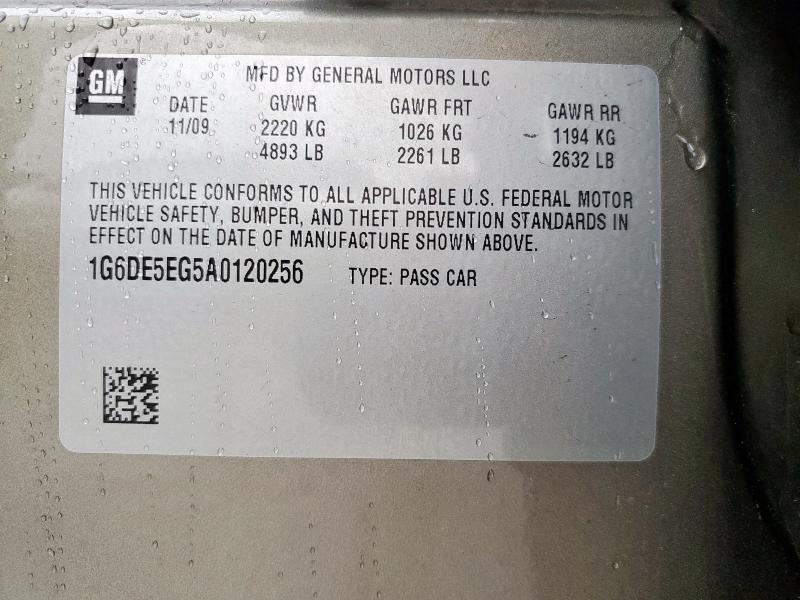 GM
MFD BY GENERAL MOTORS LLC
DATE GVWR GAWR FRT GAWR RR
11/09 2220 KG 1026 KG 1194 KG
4893 LB 2261 LB 2632 LB
THIS VEHICLE CONFORMS TO ALL APPLICABLE U.S. FEDERAL MOTOR
VEHICLE SAFETY, BUMPER, AND THEFT PREVENTION STANDARDS IN
EFFECT ON THE DATE OF MANUFACTURE SHOWN ABOVE.
1G6DE5EG5A0120256 TYPE: PASS CAR